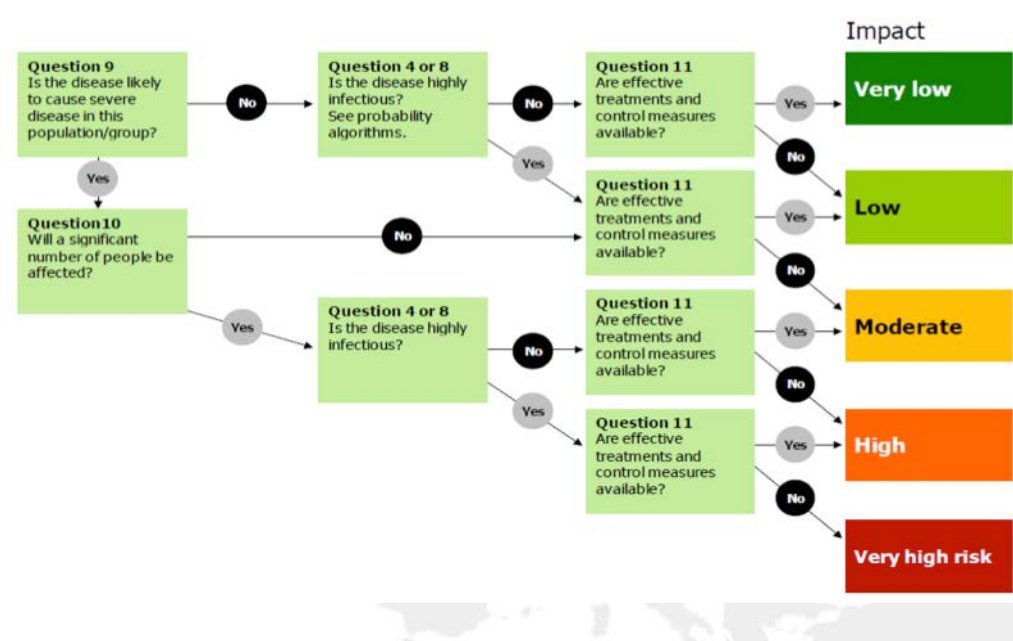 Impact
Question 9
Is the disease likely
to cause severe
disease in this
population/group?
No
Question 4 or 8
Is the disease highly
infectious?
See probability
algorithms.
No
Question 11
Are effective
treatments and
control measures
available?
Yes
Very low
Yes
No
Yes
Question 11
Are effective
treatments and
control measures
available?
Yes
Low
Question10
Will a significant
number of people be
affected?
No
No
Yes
Question 4 or 8
Is the disease highly
infectious?
No
Question 11
Are effective
treatments and
control measures
available?
Yes
Moderate
No
Yes
Question 11
Are effective
treatments and
control measures
available?
Yes
High
No
Very high risk